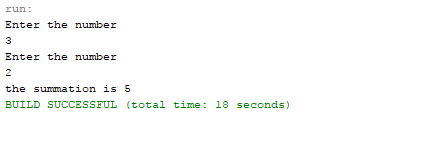 run:
Enter the number
3
Enter the number
2
the summation is 5
BUILD SUCCESSFUL (total time: 18 seconds)